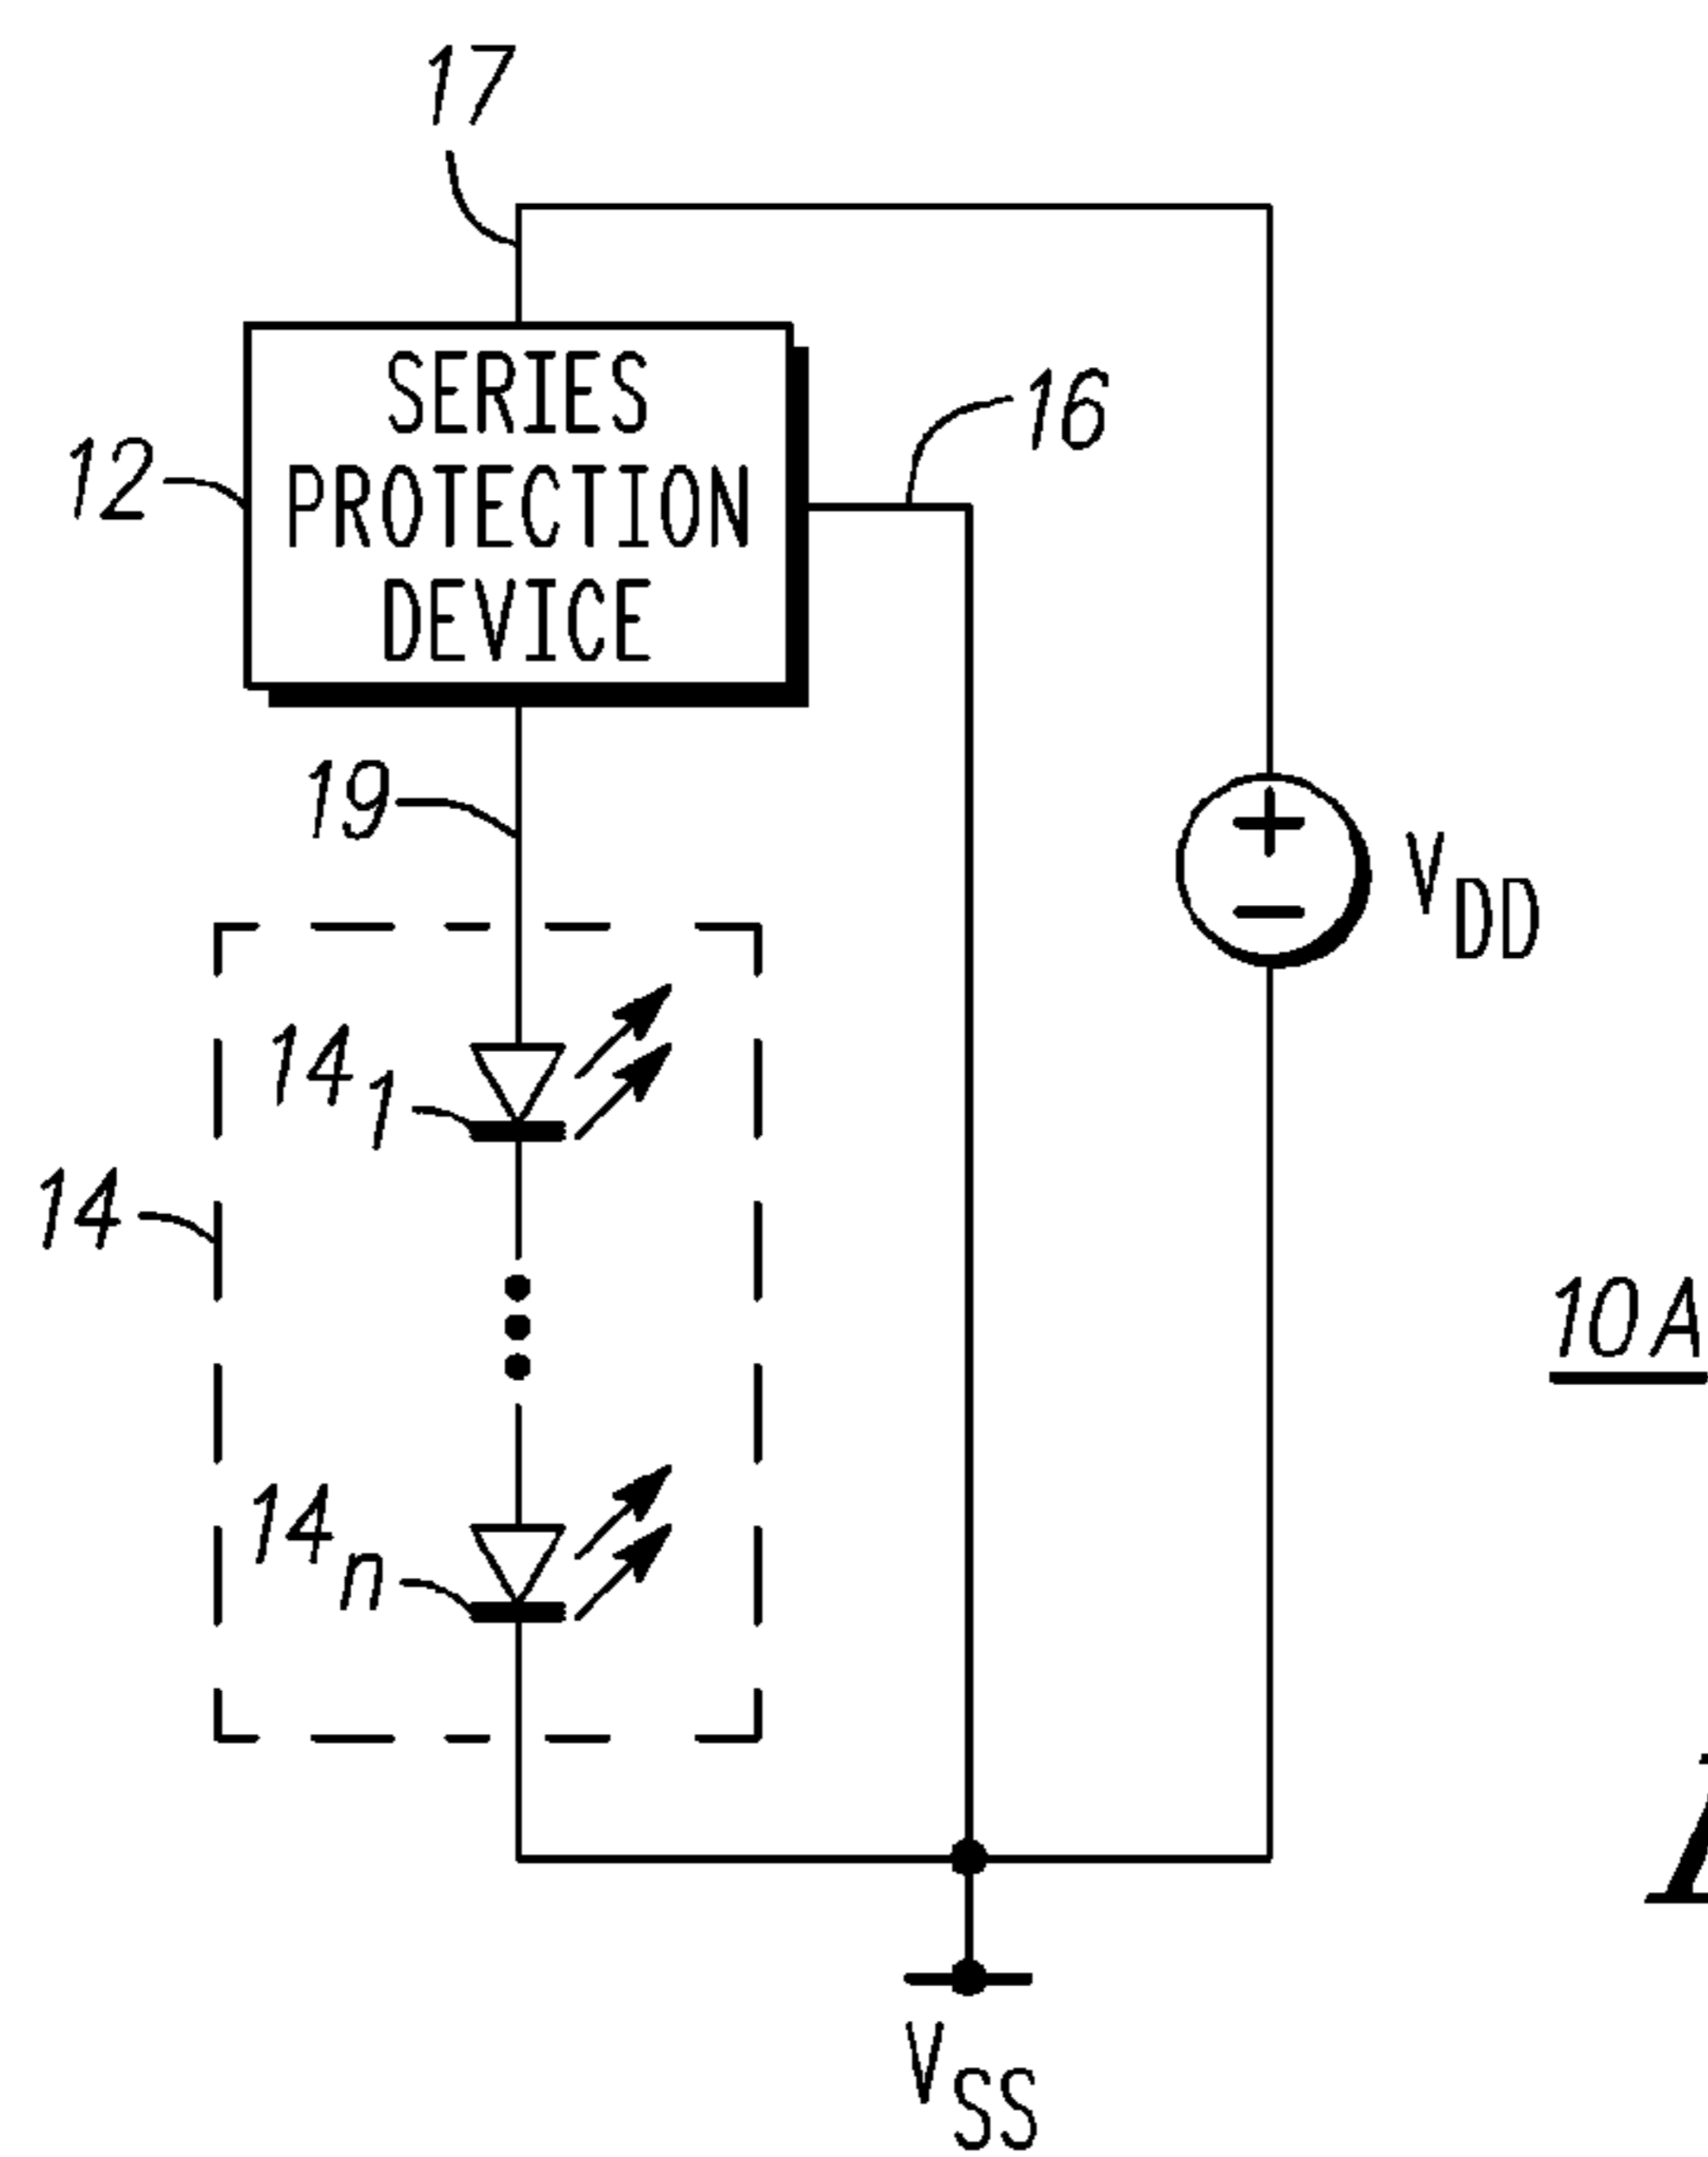 17
SERIES
PROTECTION
DEVICE
12
16
19
+
−
V_DD
14_1
14
10A
14_n
V_SS